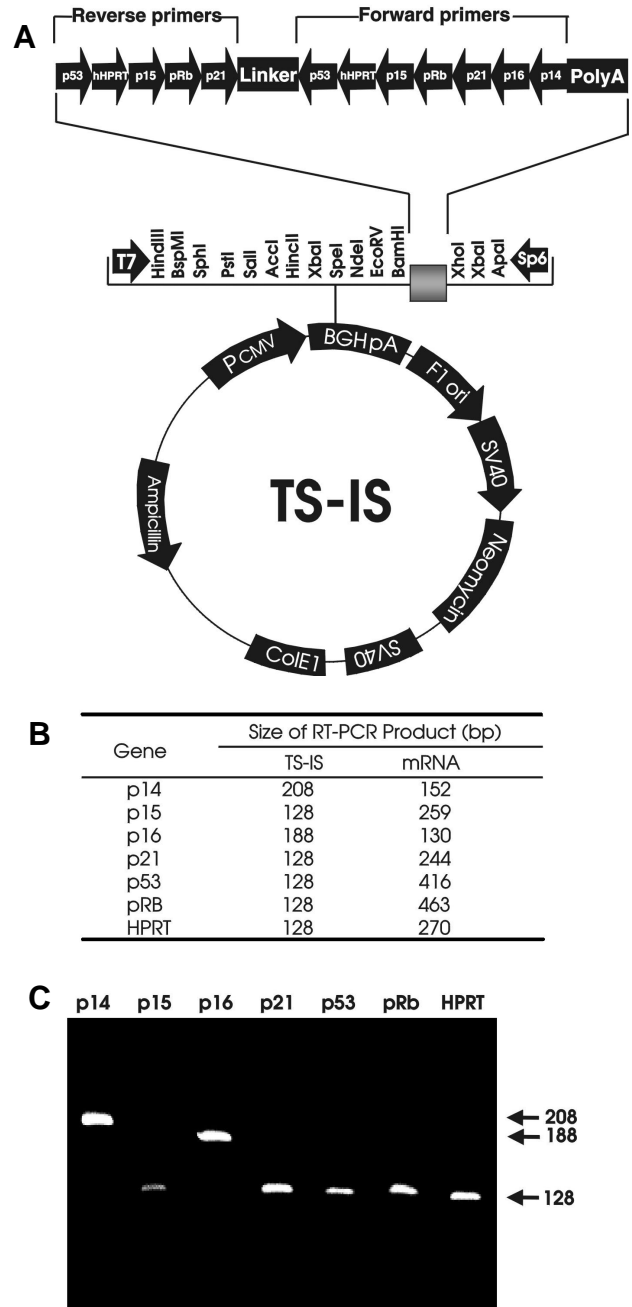 A
Reverse primers
Forward primers
p53 hHPRT p15 pRb p21 Linker p53 hHPRT p15 pRb p21 p16 p14 PolyA
T7 HindIII BspMI SphI PstI SalI AccI HincII XbaI SpeI NdeI EcoRV BamHI XhoI XbaI ApaI Sp6
PCMV
BGHpA
F1 ori
SV40
Neomycin
SV40
ColE1
Ampicillin
TS-IS
B
Gene
Size of RT-PCR Product (bp)
TS-IS mRNA
p14 208 152
p15 128 259
p16 188 130
p21 128 244
p53 128 416
pRB 128 463
HPRT 128 270
C
p14 p15 p16 p21 p53 pRb HPRT
208
188
128